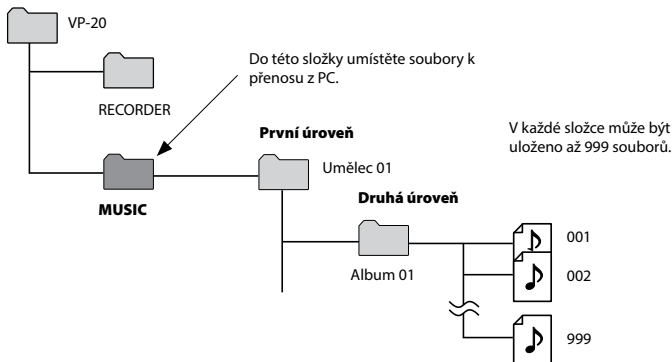 VP-20
Do této složky umístěte soubory k
přenosu z PC.
RECORDER
První úroveň
V každé složce může být
uloženo až 999 souborů.
Umělec 01
MUSIC
Druhá úroveň
001
Album 01
002
999